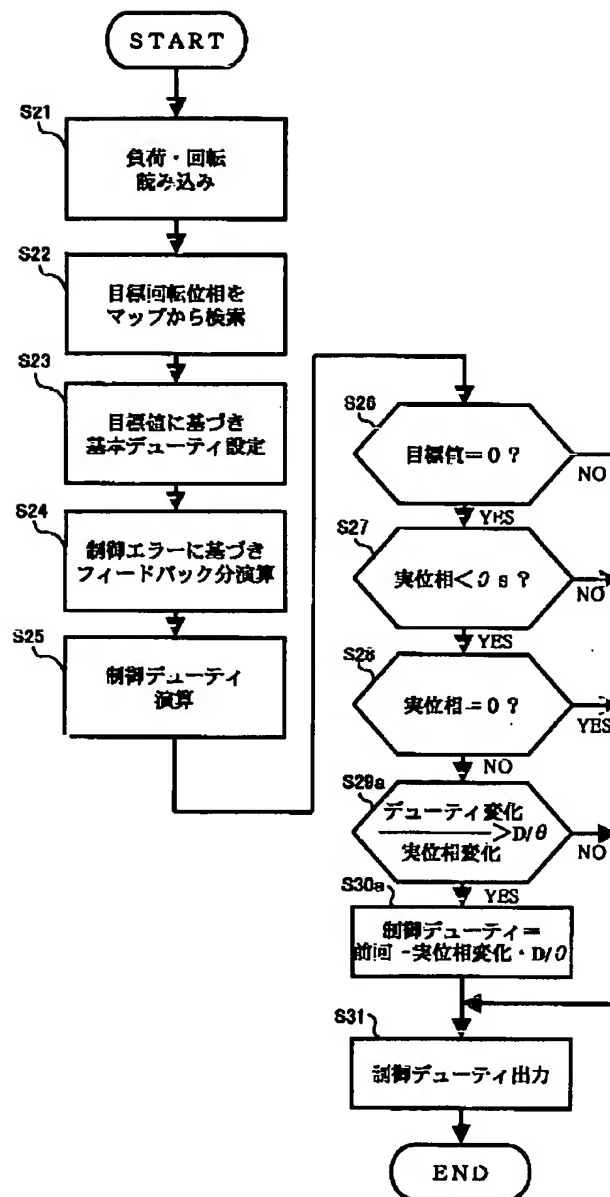 START
S21
負荷・回転
読み込み
S22
目標回転位相を
マップから検索
S23
目標値に基づき
基本デューティ設定
S24
制御エラーに基づき
フィードバック分演算
S25
制御デューティ
演算
S26
目標値=0?
NO
YES
S27
実位相<θs?
NO
YES
S28
実位相=0?
YES
NO
S29a
デューティ変化
実位相変化
>D/θ
NO
YES
S30a
制御デューティ=
前回-実位相変化・D/θ
S31
制御デューティ出力
END